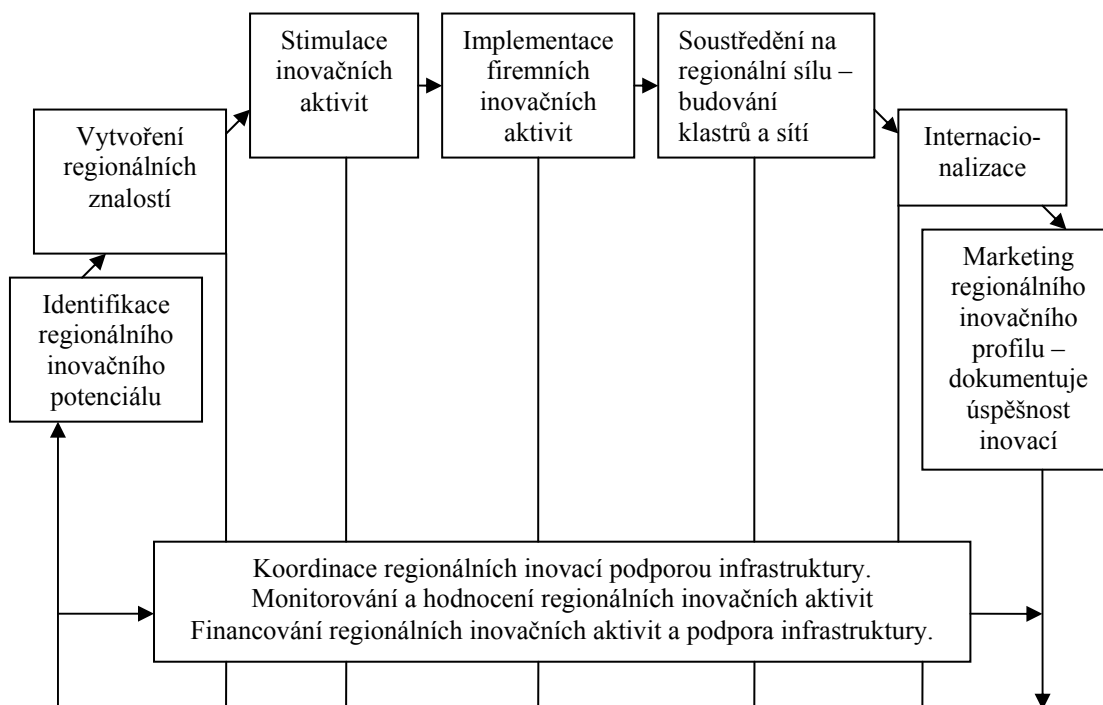 Identifikace
regionálního
inovačního
potenciálu
Vytvoření
regionálních
znalostí
Stimulace
inovačních
aktivit
Implementace
firemních
inovačních
aktivit
Soustředění na
regionální sílu –
budování
klastrů a sítí
Internacio-
nalizace
Marketing
regionálního
inovačního
profilu –
dokumentuje
úspěšnost
inovací
Koordinace regionálních inovací podporou infrastruktury.
Monitorování a hodnocení regionálních inovačních aktivit
Financování regionálních inovačních aktivit a podpora infrastruktury.